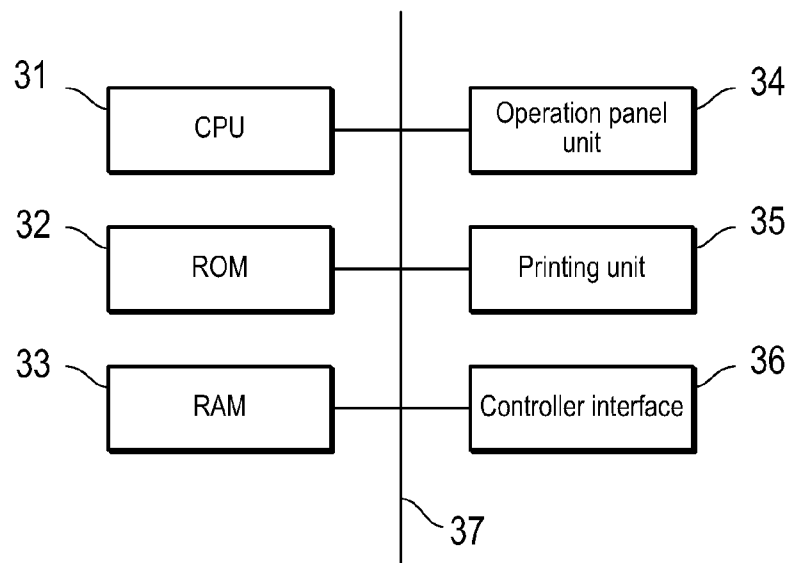 31
CPU
34
Operation panel
unit
32
ROM
35
Printing unit
33
RAM
36
Controller interface
37